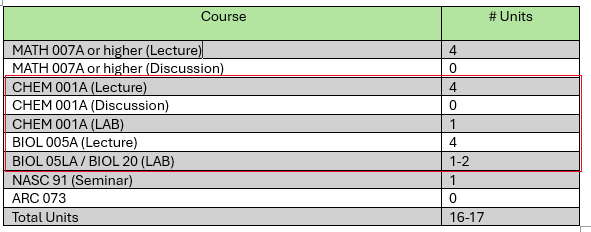 Course # Units
MATH 007A or higher (Lecture) 4
MATH 007A or higher (Discussion) 0
CHEM 001A (Lecture) 4
CHEM 001A (Discussion) 0
CHEM 001A (LAB) 1
BIOL 005A (Lecture) 4
BIOL 05LA / BIOL 20 (LAB) 1-2
NASC 91 (Seminar) 1
ARC 073 0
Total Units 16-17